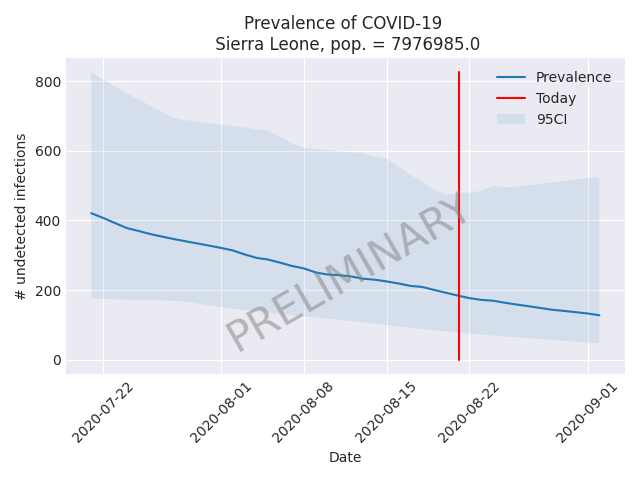 Prevalence of COVID-19
Sierra Leone, pop. = 7976985.0
# undetected infections
800
600
400
200
0
Prevalence
Today
95CI
PRELIMINARY
2020-07-22
2020-08-01
2020-08-08
2020-08-15
2020-08-22
2020-09-01
Date